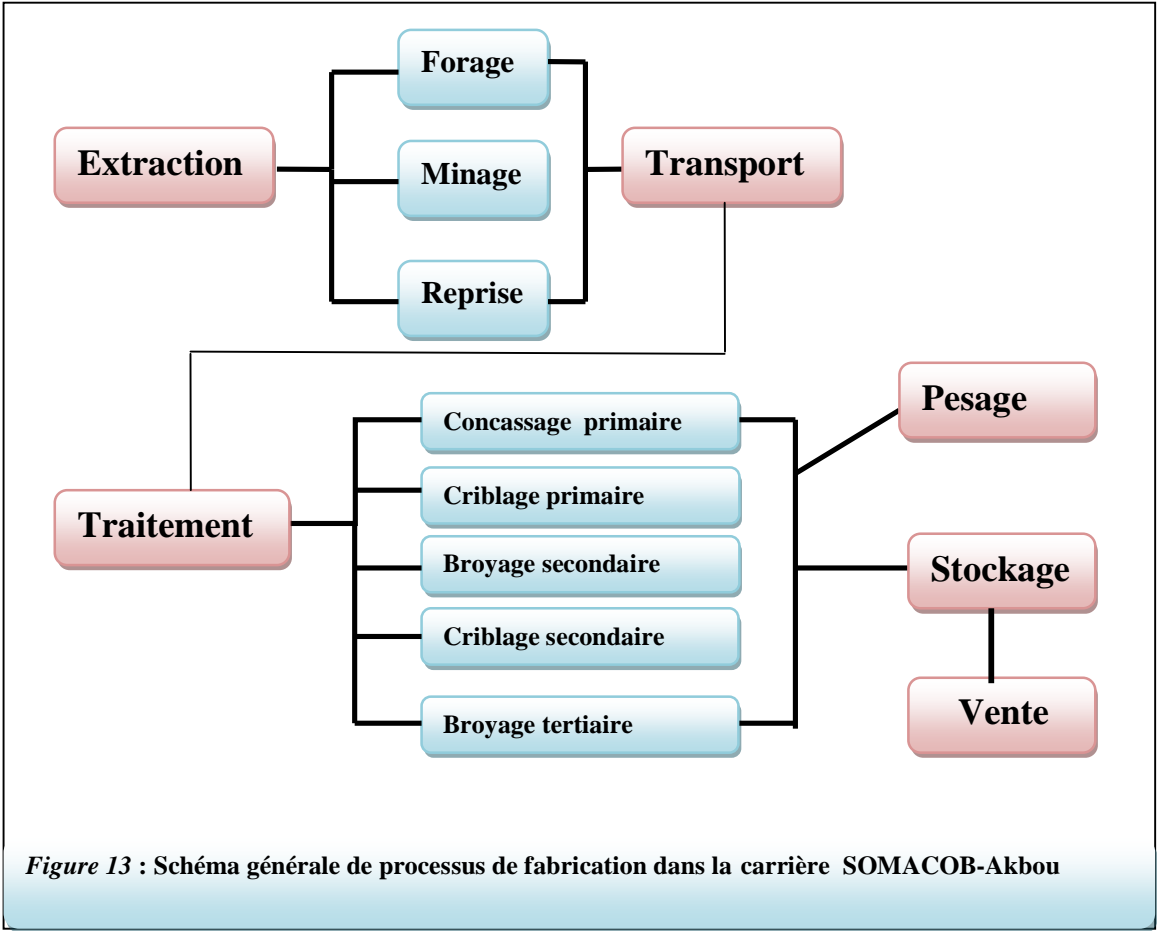 Extraction
Forage
Minage
Reprise
Transport
Traitement
Concassage primaire
Criblage primaire
Broyage secondaire
Criblage secondaire
Broyage tertiaire
Pesage
Stockage
Vente
Figure 13 : Schéma générale de processus de fabrication dans la carrière SOMACOB-Akbou